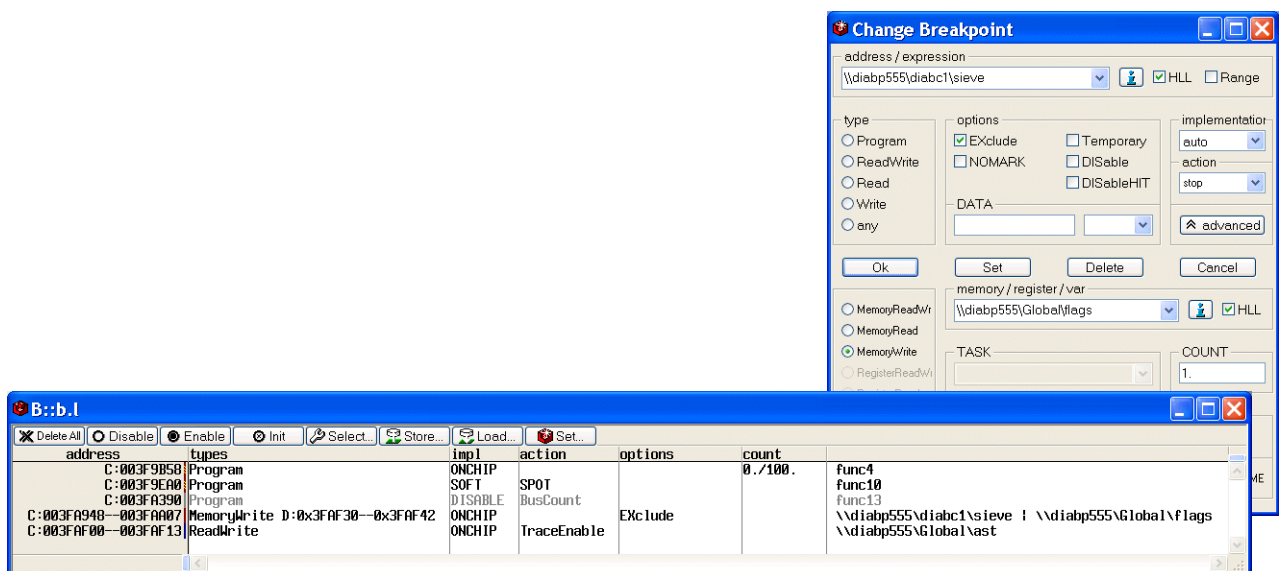 Change Breakpoint
address / expression
\\diabp555\diabc1\sieve
HLL
Range
type
options
implementation
Program
EXclude
Temporary
auto
ReadWrite
NOMARK
DISable
action
Read
DISableHIT
stop
Write
DATA
any
advanced
Ok
Set
Delete
Cancel
memory / register / var
MemoryReadWr
\\diabp555\Global\flags
HLL
MemoryRead
MemoryWrite
TASK
COUNT
RegisterReadWr
1.
B::b.l
Delete All
Disable
Enable
Init
Select...
Store...
Load...
Set...
address types impl action options count
C:003F9B58 Program ONCHIP 0./100. func4
C:003F9EA0 Program SOFT SPOT func10
C:003FA390 Program DISABLE BusCount func13
C:003FA948--003FAA07 MemoryWrite D:0x3FAF30--0x3FAF42 ONCHIP EXclude \\diabp555\diabc1\sieve | \\diabp555\Global\flags
C:003FAF00--003FAF13 ReadWrite ONCHIP TraceEnable \\diabp555\Global\ast
ME